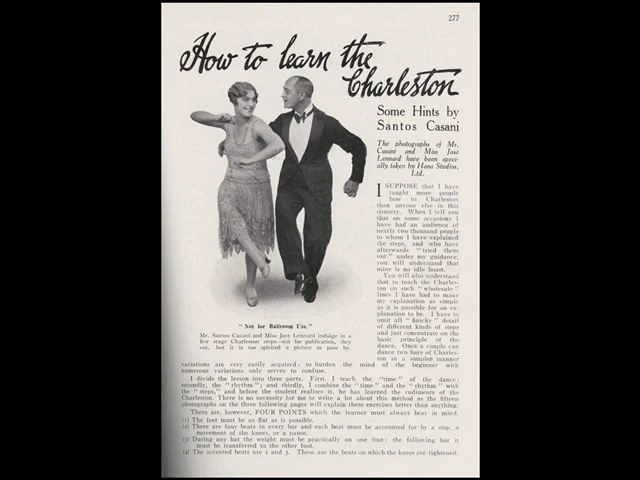 277
How to learn the
Charleston
Some Hints by
Santos Casani
The photographs of Mr.
Casani and Miss Jose
Lennard have been speci-
ally taken by Hana Studios,
Ltd.
I SUPPOSE that I have
taught more people
how to Charleston
than anyone else in this
country. When I tell you
that on some occasions I
have had an audience of
nearly two thousand people
to whom I have explained
the steps, and who have
afterwards "tried them
out" under my guidance,
you will understand that
mine is no idle boast.
You will also understand
that to teach the Charles-
ton on such "wholesale"
lines I have had to make
my explanation as simple
as it is possible for an ex-
planation to be. I have to
omit all "finicky" detail
of different kinds of steps
and just concentrate on the
basic principle of the
dance. Once a couple can
dance two bars of Charles-
ton in a simple manner
"Not for Ballroom Use."
Mr. Santos Casani and Miss Jose Lennard indulge in a
few stage Charleston steps—not for publication, they
say, but it is too spirited a picture to pass by.
variations are very easily acquired; to burden the mind of the beginner with
numerous variations only serves to confuse.
I divide the lesson into three parts. First, I teach the "time" of the dance;
secondly, the "rhythm"; and thirdly, I combine the "time" and the "rhythm" with
the "steps," and before the student realises it, he has learned the rudiments of the
Charleston. There is no necessity for me to write a lot about this method as the fifteen
photographs on the three following pages will explain these exercises better than anything.
There are, however, FOUR POINTS which the learner must always bear in mind.
(1) The feet must be as flat as is possible.
(2) There are four beats in every bar and each beat must be accounted for by a step, a
movement of the knees, or a pause.
(3) During any bar the weight must be practically on one foot: the following bar it
must be transferred to the other foot.
(4) The accented beats are 1 and 3. These are the beats on which the knees are tightened.